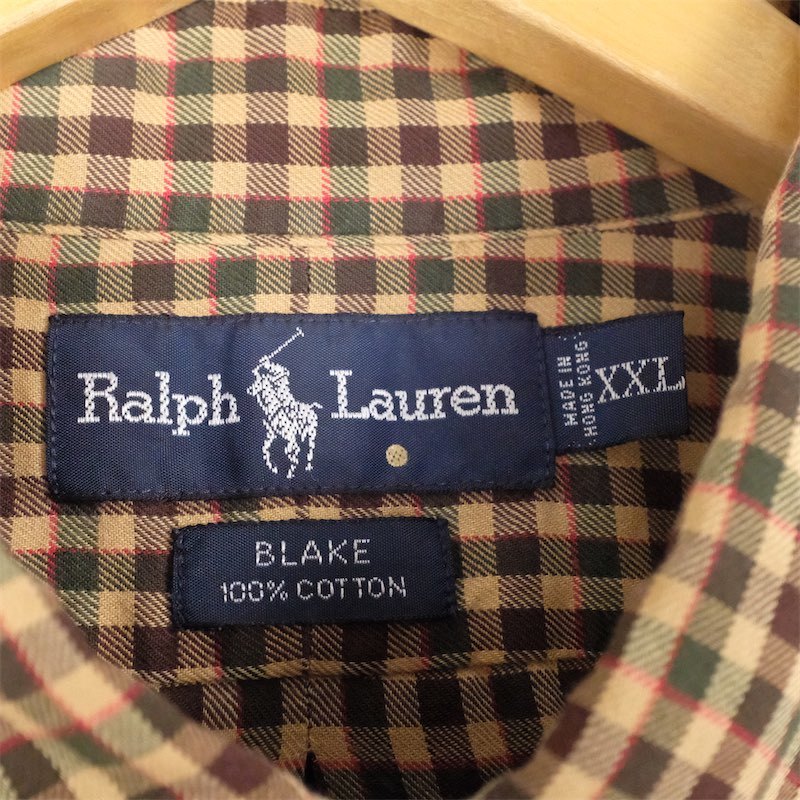 Ralph Lauren
MADE IN
HONG KONG
XXL
BLAKE
100% COTTON